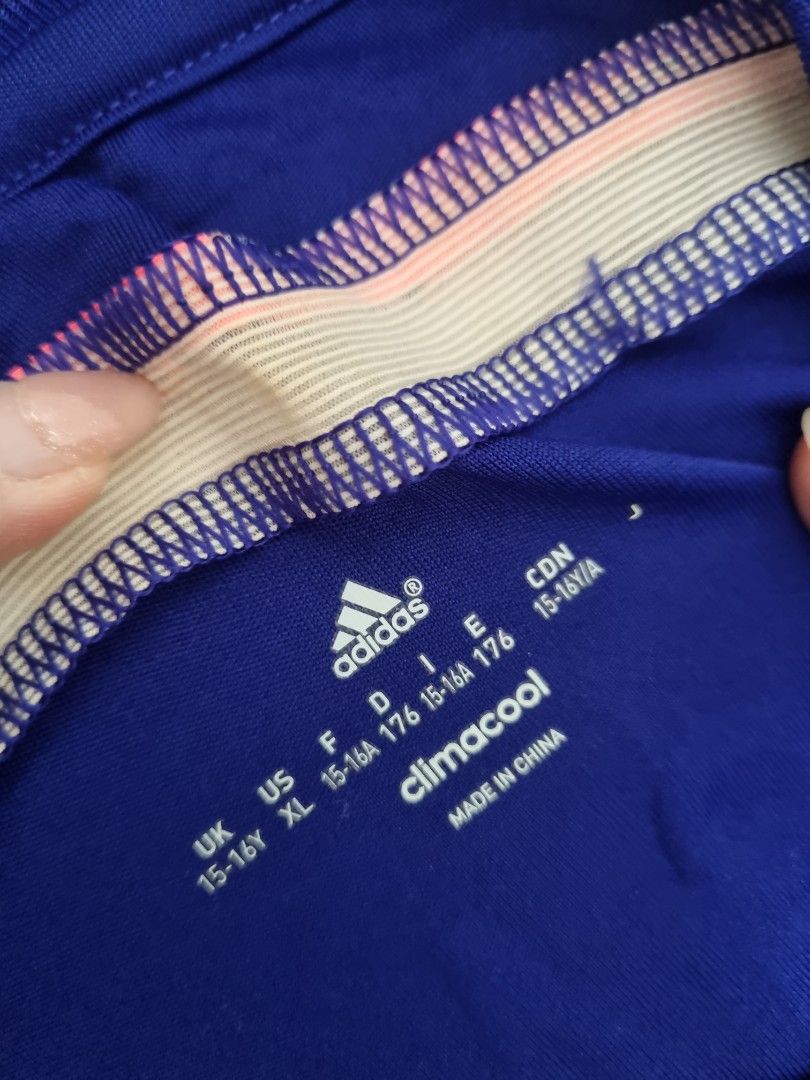 adidas®
UK US F D I E CDN J
15-16Y XL 15-16A 176 15-16A 176 15-16Y/A
climacool
MADE IN CHINA